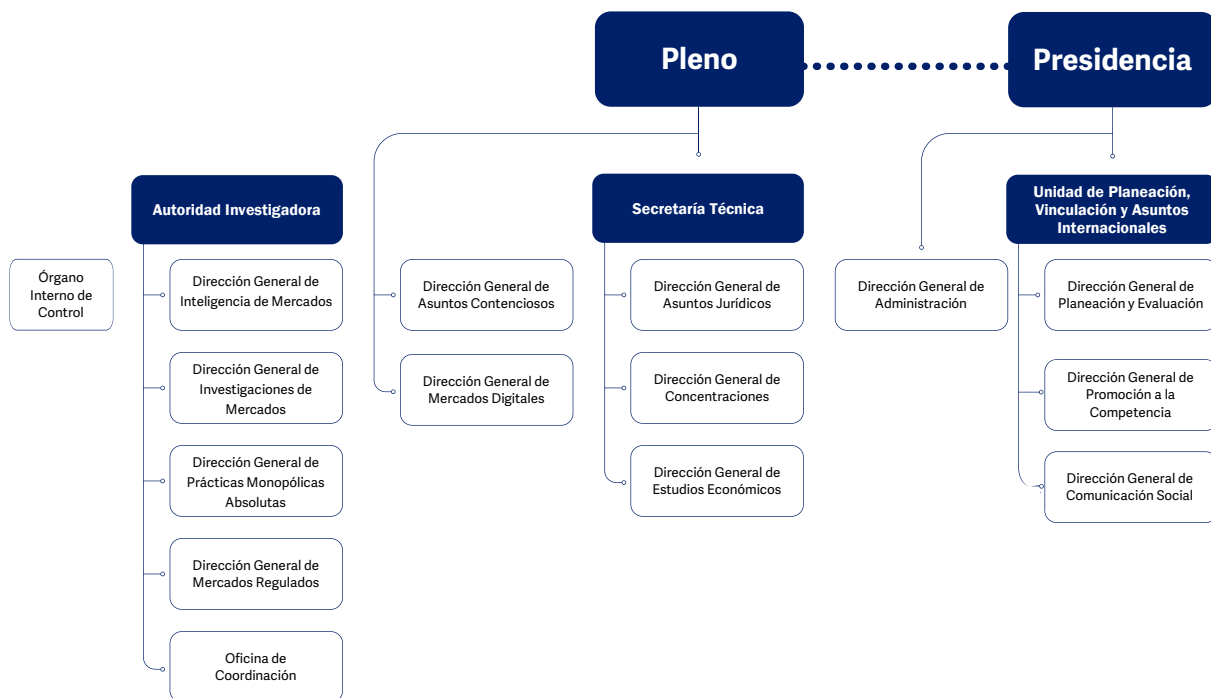 Pleno
Presidencia
Autoridad Investigadora
Secretaría Técnica
Unidad de Planeación,
Vinculación y Asuntos
Internacionales
Órgano
Interno de
Control
Dirección General de
Inteligencia de Mercados
Dirección General de
Asuntos Contenciosos
Dirección General de
Asuntos Jurídicos
Dirección General de
Administración
Dirección General de
Planeación y Evaluación
Dirección General de
Investigaciones de
Mercados
Dirección General de
Mercados Digitales
Dirección General de
Concentraciones
Dirección General de
Promoción a la
Competencia
Dirección General de
Prácticas Monopólicas
Absolutas
Dirección General de
Estudios Económicos
Dirección General de
Comunicación Social
Dirección General de
Mercados Regulados
Oficina de
Coordinación